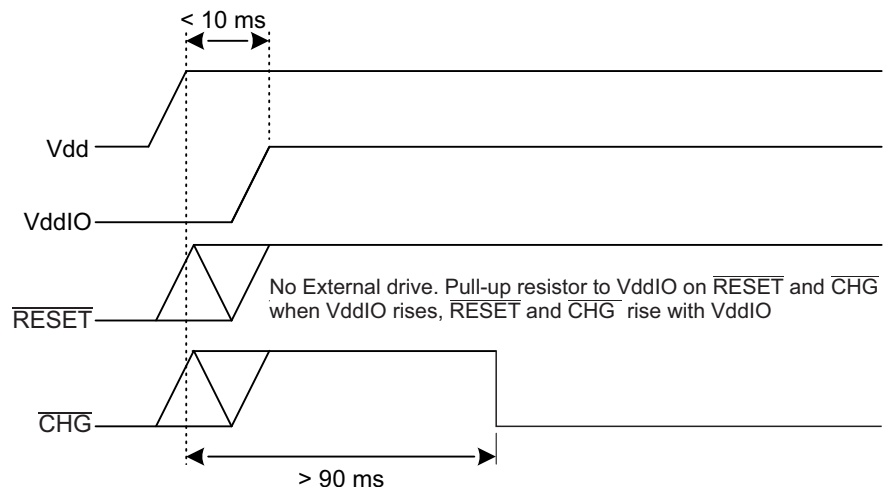 < 10 ms
Vdd
VddIO
No External drive. Pull-up resistor to VddIO on RESET and CHG
when VddIO rises, RESET and CHG rise with VddIO
RESET
CHG
> 90 ms